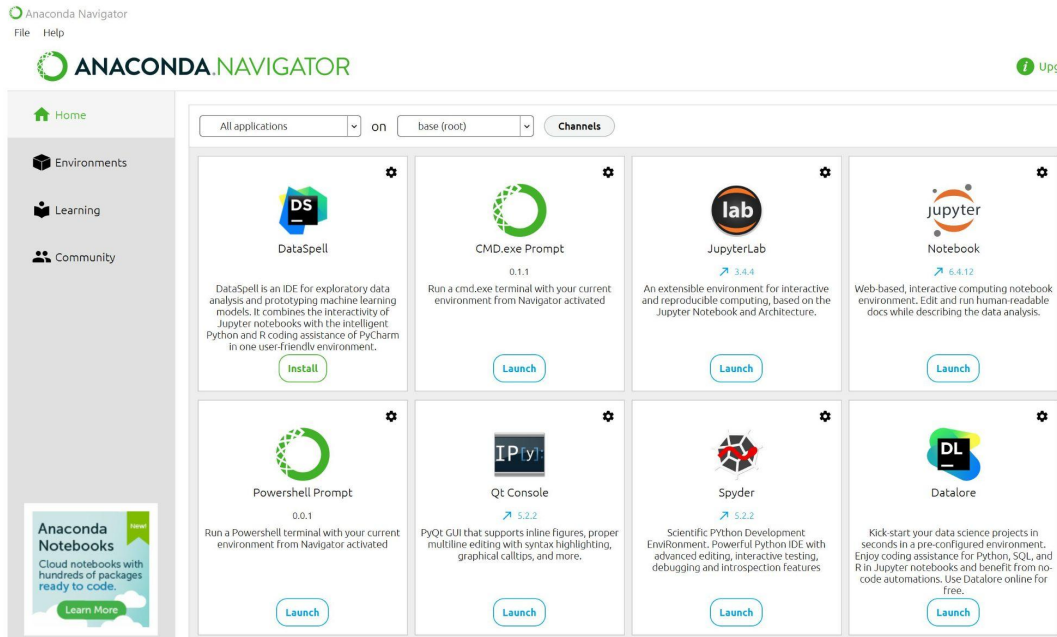 Anaconda Navigator
File Help
ANACONDA.NAVIGATOR
i Upg
Home
All applications on base (root) Channels
Environments
Learning
Community
DS
DataSpell
DataSpell is an IDE for exploratory data
analysis and prototyping machine learning
models. It combines the interactivity of
Jupyter notebooks with the intelligent
Python and R coding assistance of PyCharm
in one user-friendly environment.
Install
CMD.exe Prompt
0.1.1
Run a cmd.exe terminal with your current
environment from Navigator activated
Launch
lab
JupyterLab
3.4.4
An extensible environment for interactive
and reproducible computing, based on the
Jupyter Notebook and Architecture.
Launch
jupyter
Notebook
6.4.12
Web-based, interactive computing notebook
environment. Edit and run human-readable
docs while describing the data analysis.
Launch
Powershell Prompt
0.0.1
Run a Powershell terminal with your current
environment from Navigator activated
Launch
IP[y]:
Qt Console
5.2.2
PyQt GUI that supports inline figures, proper
multiline editing with syntax highlighting,
graphical calltips, and more.
Launch
Spyder
5.2.2
Scientific PYthon Development
EnviRonment. Powerful Python IDE with
advanced editing, interactive testing,
debugging and introspection features
Launch
DL
Datalore
Kick-start your data science projects in
seconds in a pre-configured environment.
Enjoy coding assistance for Python, SQL, and
R in Jupyter notebooks and benefit from no-
code automations. Use Datalore online for
free.
Launch
Anaconda
Notebooks
New!
Cloud notebooks with
hundreds of packages
ready to code.
Learn More